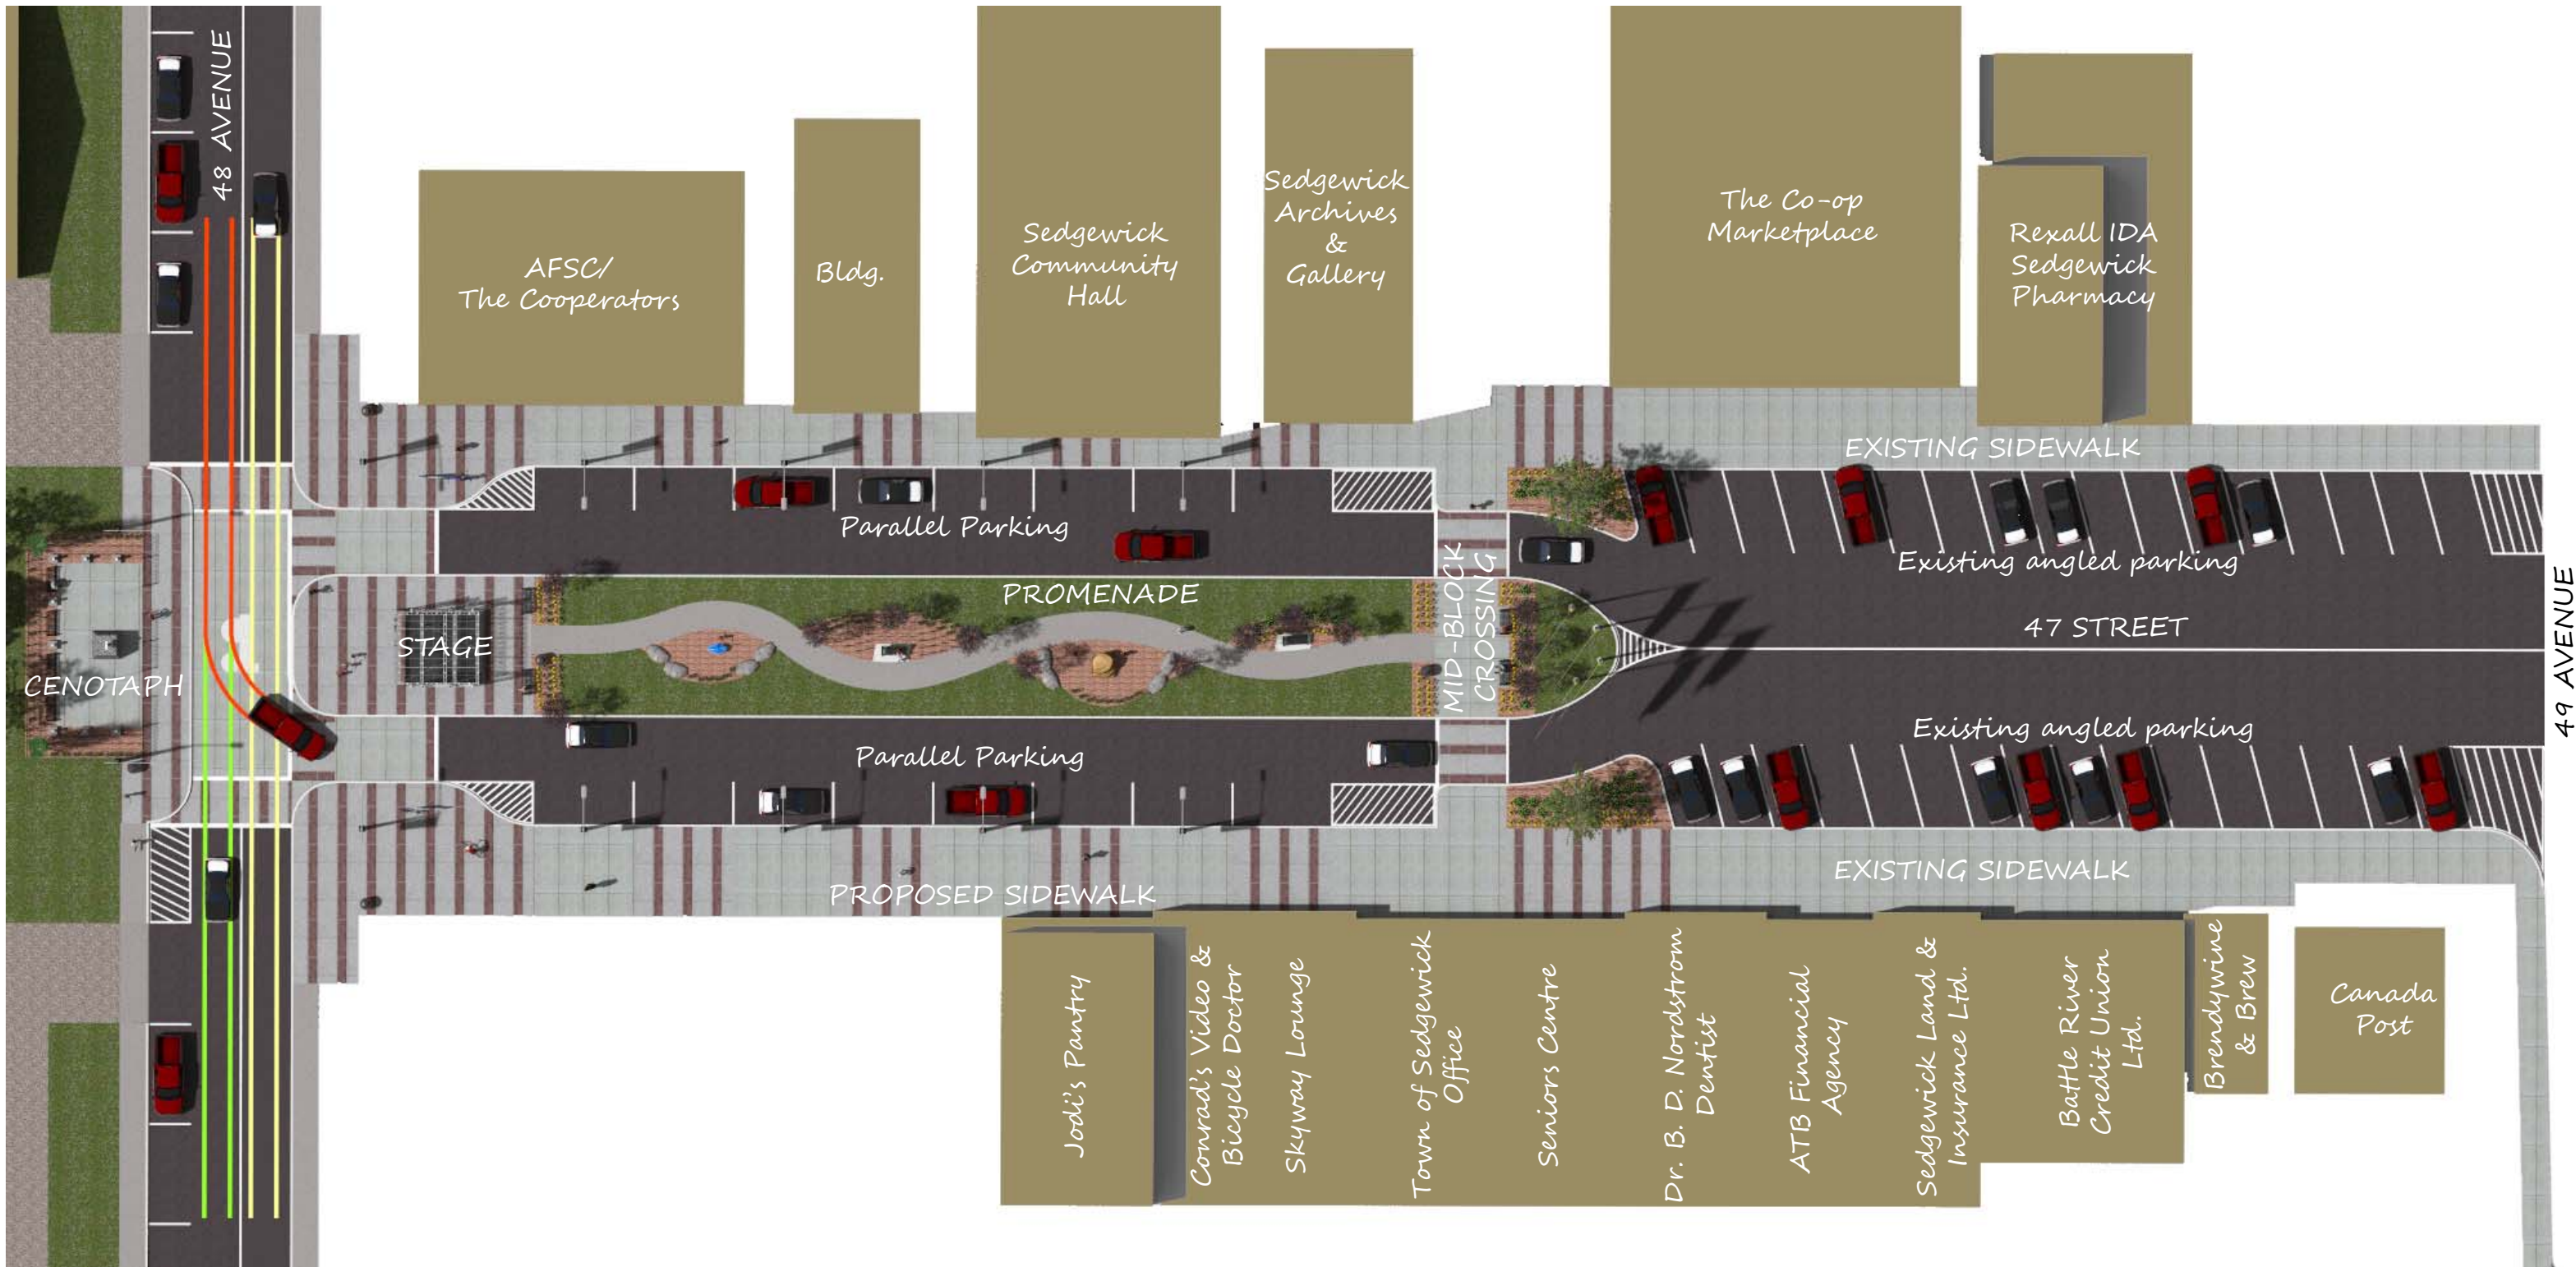 48 AVENUE
AFSC/
The Cooperators
Bldg.
Sedgewick
Community
Hall
Sedgewick
Archives
&
Gallery
The Co-op
Marketplace
Rexall IDA
Sedgewick
Pharmacy
EXISTING SIDEWALK
Parallel Parking
Existing angled parking
PROMENADE
MID-BLOCK
CROSSING
STAGE
47 STREET
49 AVENUE
CENOTAPH
Parallel Parking
Existing angled parking
PROPOSED SIDEWALK
EXISTING SIDEWALK
Jodi's Pantry
Conrad's Video &
Bicycle Doctor
Skyway Lounge
Town of Sedgewick
Office
Seniors Centre
Dr. B. D. Nordstrom
Dentist
ATB Financial
Agency
Sedgewick Land &
Insurance Ltd.
Battle River
Credit Union
Ltd.
Brendywine
& Brew
Canada
Post